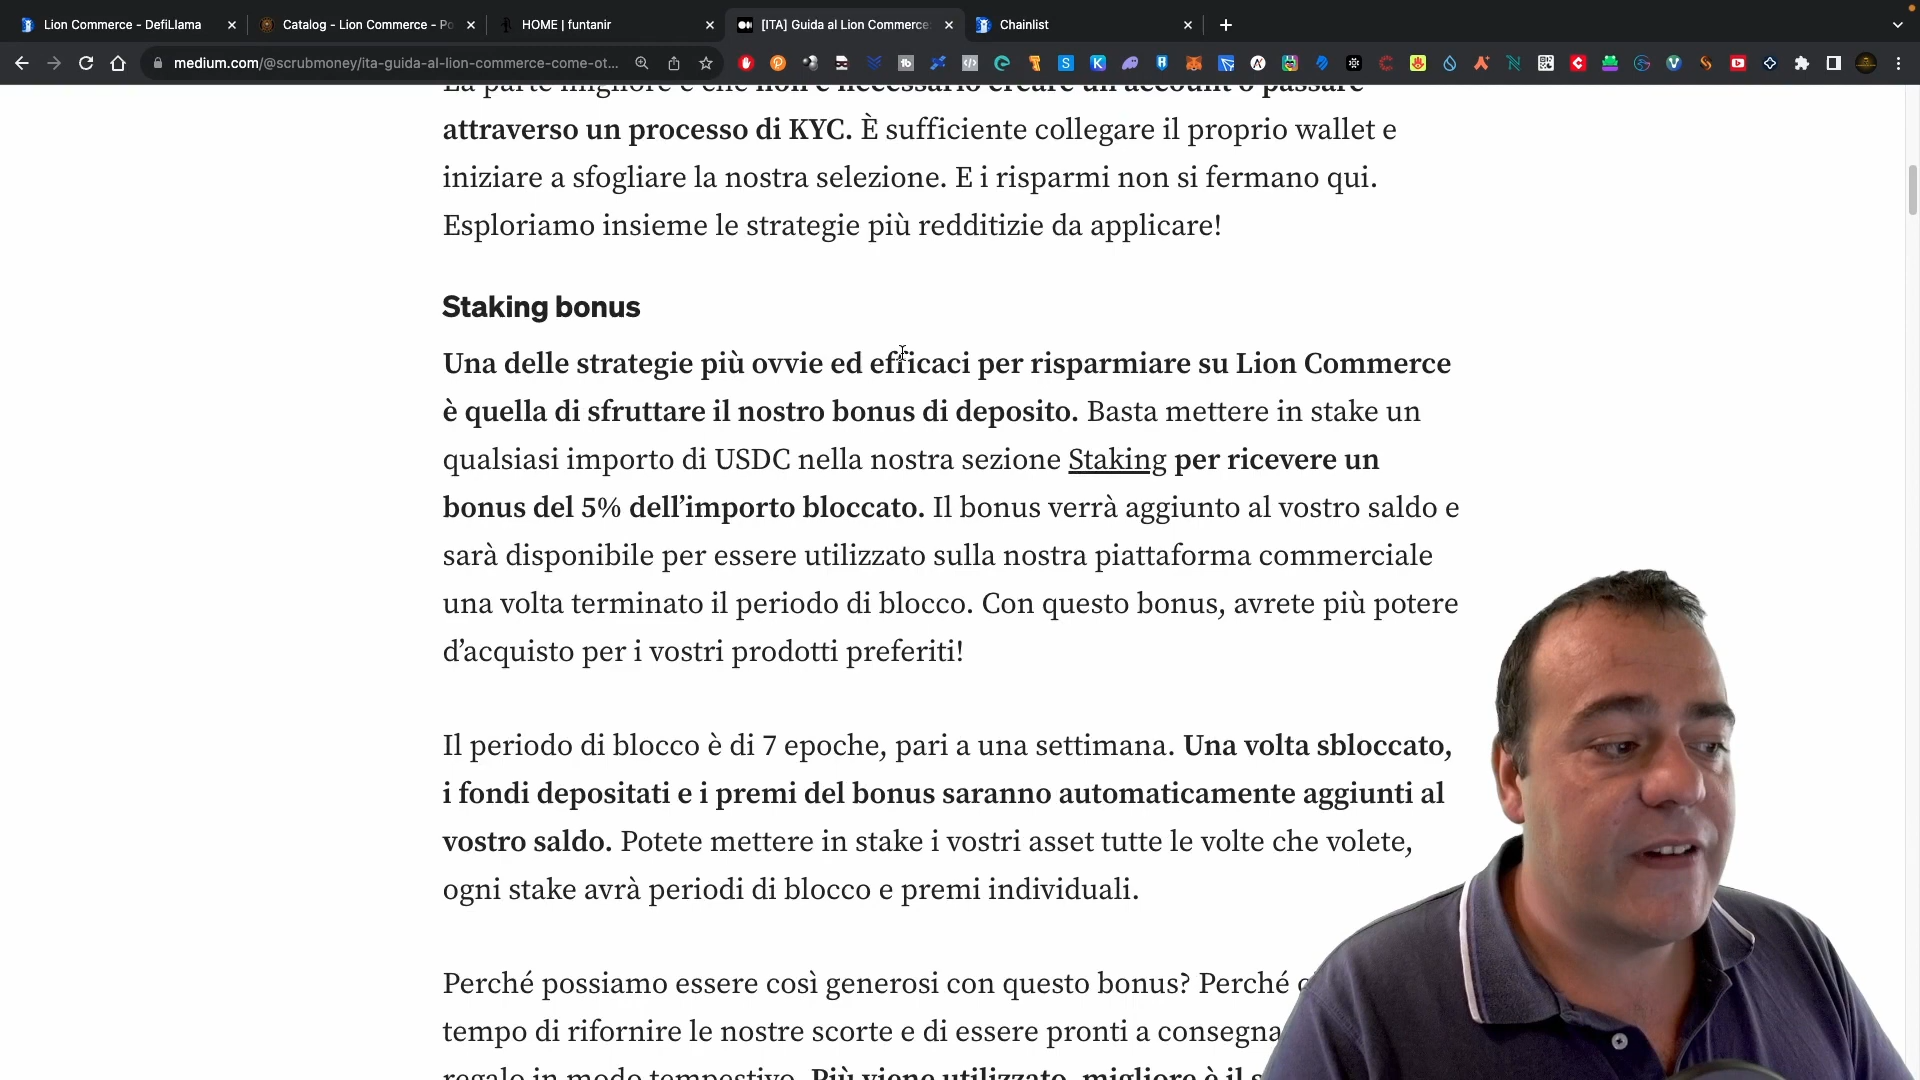 Lion Commerce - DefiLlama
Catalog - Lion Commerce - Po
HOME | funtanir
[ITA] Guida al Lion Commerce:
Chainlist
medium.com/@scrubmoney/ita-guida-al-lion-commerce-come-ot...
La parte migliore è che non è necessario creare un account o passare
attraverso un processo di KYC. È sufficiente collegare il proprio wallet e
iniziare a sfogliare la nostra selezione. E i risparmi non si fermano qui.
Esploriamo insieme le strategie più redditizie da applicare!
Staking bonus
Una delle strategie più ovvie ed efficaci per risparmiare su Lion Commerce
è quella di sfruttare il nostro bonus di deposito. Basta mettere in stake un
qualsiasi importo di USDC nella nostra sezione Staking per ricevere un
bonus del 5% dell’importo bloccato. Il bonus verrà aggiunto al vostro saldo e
sarà disponibile per essere utilizzato sulla nostra piattaforma commerciale
una volta terminato il periodo di blocco. Con questo bonus, avrete più potere
d’acquisto per i vostri prodotti preferiti!
Il periodo di blocco è di 7 epoche, pari a una settimana. Una volta sbloccato,
i fondi depositati e i premi del bonus saranno automaticamente aggiunti al
vostro saldo. Potete mettere in stake i vostri asset tutte le volte che volete,
ogni stake avrà periodi di blocco e premi individuali.
Perché possiamo essere così generosi con questo bonus? Perché
tempo di rifornire le nostre scorte e di essere pronti a consegna
regalo in modo tempestivo. Più viene utilizzato, migliore è il s